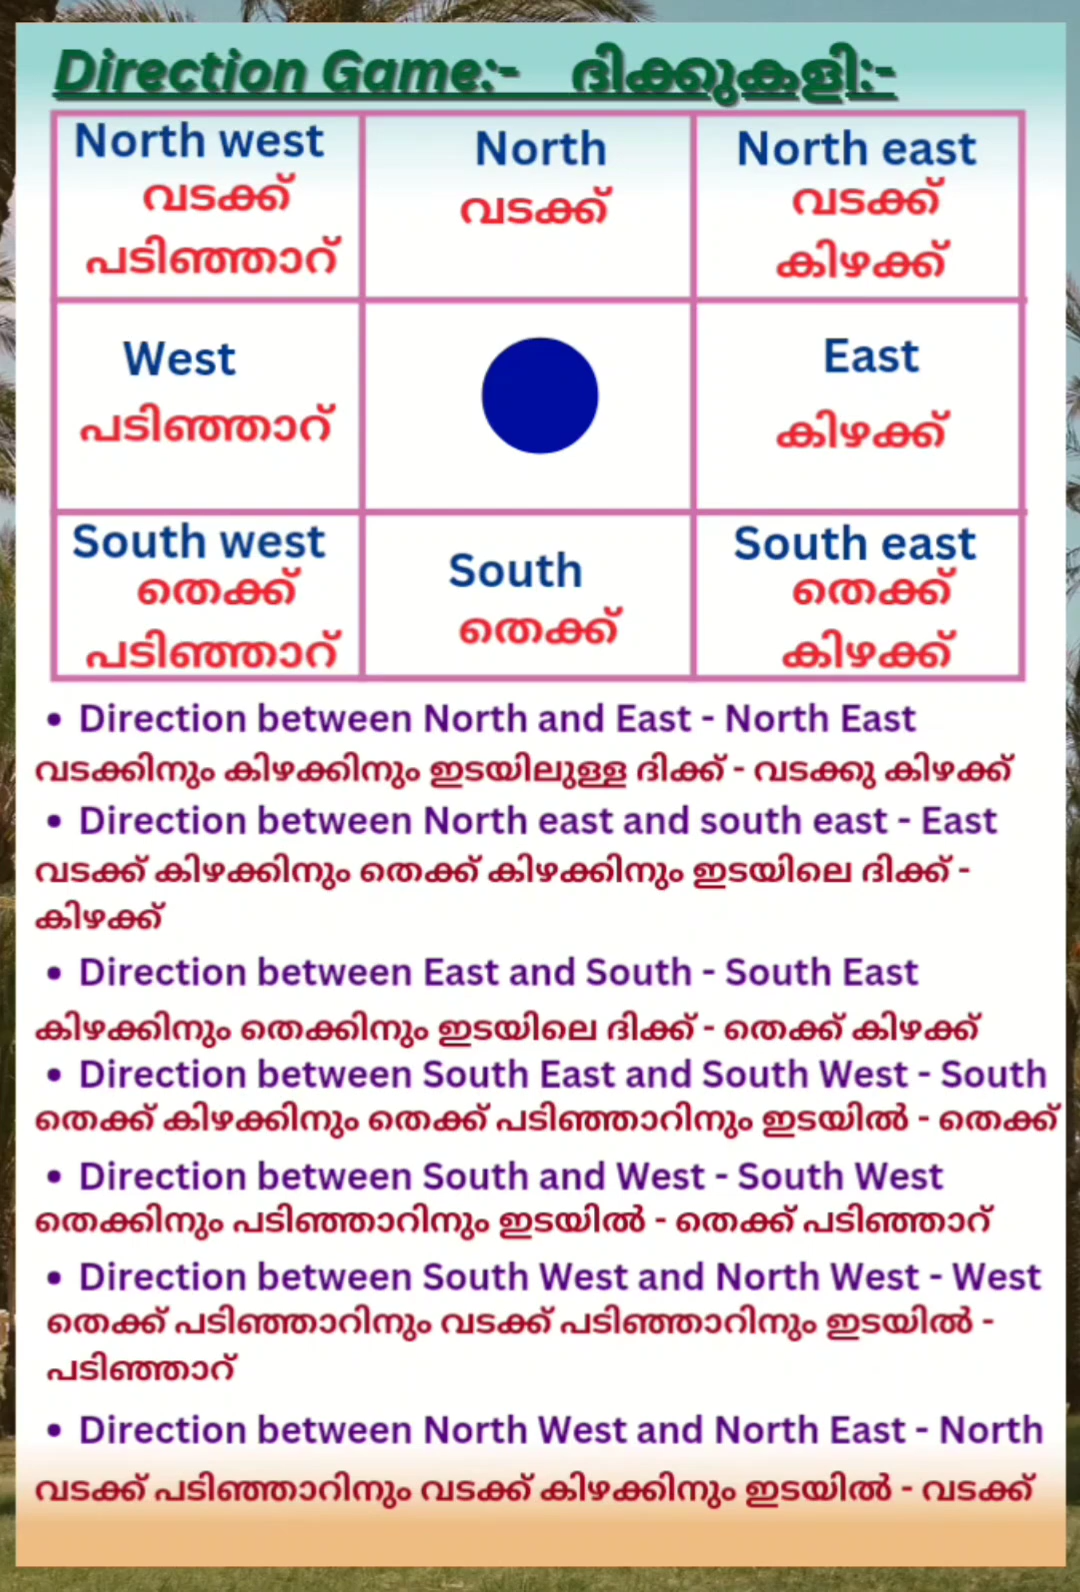 Direction Game:- ദിക്കുകളി:-
North west
വടക്ക്
പടിഞ്ഞാറ്
North
വടക്ക്
North east
വടക്ക്
കിഴക്ക്
West
പടിഞ്ഞാറ്
East
കിഴക്ക്
South west
തെക്ക്
പടിഞ്ഞാറ്
South
തെക്ക്
South east
തെക്ക്
കിഴക്ക്
• Direction between North and East - North East
വടക്കിനും കിഴക്കിനും ഇടയിലുള്ള ദിക്ക് - വടക്കു കിഴക്ക്
• Direction between North east and south east - East
വടക്ക് കിഴക്കിനും തെക്ക് കിഴക്കിനും ഇടയിലെ ദിക്ക് -
കിഴക്ക്
• Direction between East and South - South East
കിഴക്കിനും തെക്കിനും ഇടയിലെ ദിക്ക് - തെക്ക് കിഴക്ക്
• Direction between South East and South West - South
തെക്ക് കിഴക്കിനും തെക്ക് പടിഞ്ഞാറിനും ഇടയിൽ - തെക്ക്
• Direction between South and West - South West
തെക്കിനും പടിഞ്ഞാറിനും ഇടയിൽ - തെക്ക് പടിഞ്ഞാറ്
• Direction between South West and North West - West
തെക്ക് പടിഞ്ഞാറിനും വടക്ക് പടിഞ്ഞാറിനും ഇടയിൽ -
പടിഞ്ഞാറ്
• Direction between North West and North East - North
വടക്ക് പടിഞ്ഞാറിനും വടക്ക് കിഴക്കിനും ഇടയിൽ - വടക്ക്